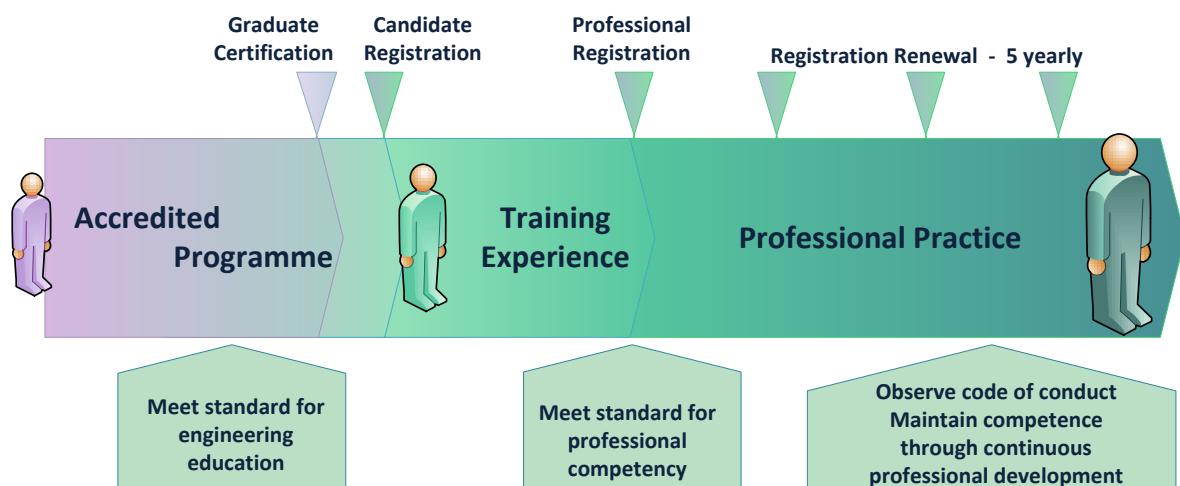 Graduate
Certification
Candidate
Registration
Professional
Registration
Registration Renewal - 5 yearly
Accredited
Programme
Training
Experience
Professional Practice
Meet standard for
engineering
education
Meet standard for
professional
competency
Observe code of conduct
Maintain competence
through continuous
professional development